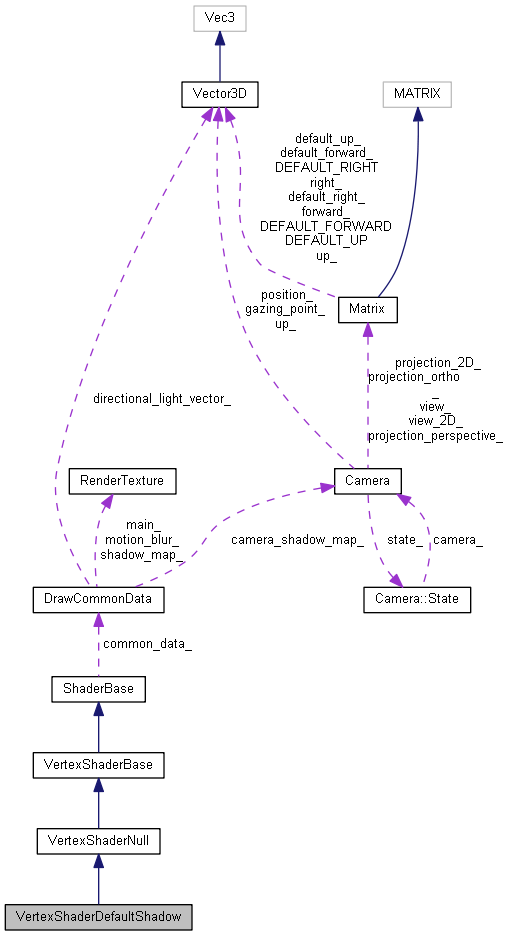 Vec3
Vector3D
MATRIX
default_up_
default_forward_
DEFAULT_RIGHT
right_
default_right_
forward_
DEFAULT_FORWARD
DEFAULT_UP
up_
position_
gazing_point_
up_
Matrix
projection_2D_
projection_ortho
_
view_
view_2D_
projection_perspective_
directional_light_vector_
RenderTexture
Camera
main_
motion_blur_
shadow_map_
camera_shadow_map_
state_
camera_
DrawCommonData
Camera::State
common_data_
ShaderBase
VertexShaderBase
VertexShaderNull
VertexShaderDefaultShadow